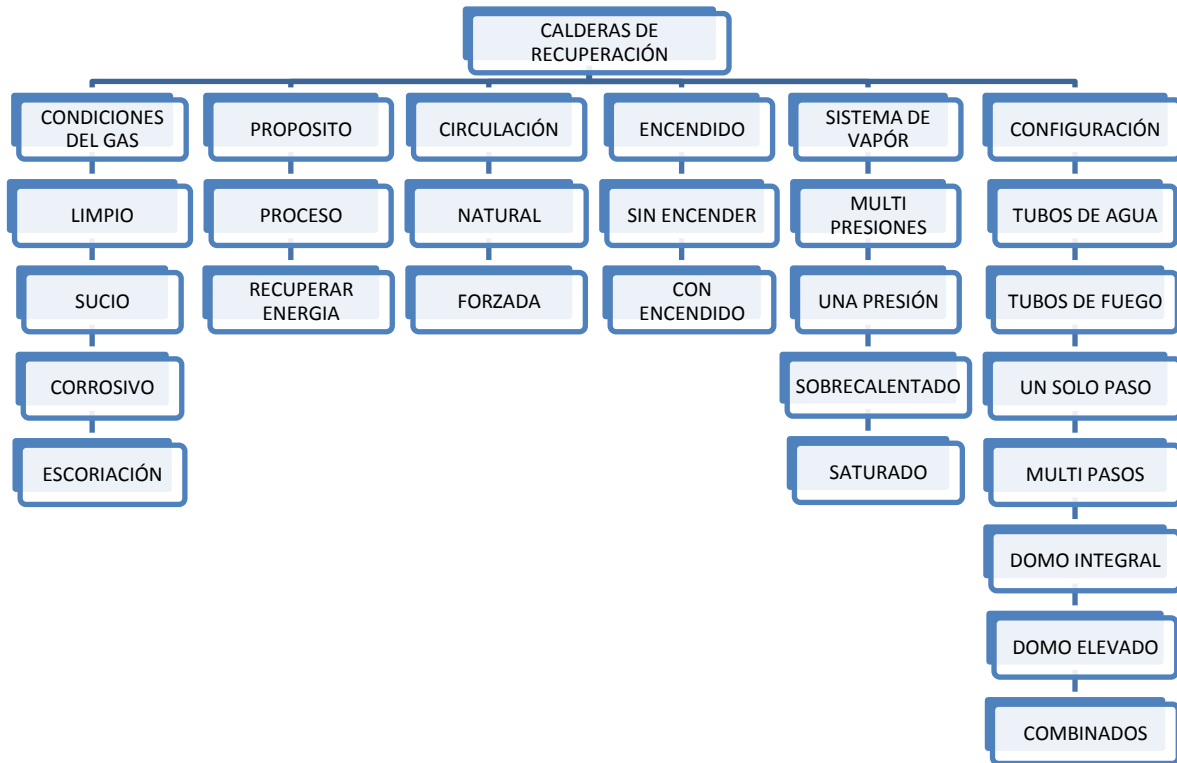 CALDERAS DE
RECUPERACIÓN
CONDICIONES
DEL GAS
LIMPIO
SUCIO
CORROSIVO
ESCORIACIÓN
PROPOSITO
PROCESO
RECUPERAR
ENERGIA
CIRCULACIÓN
NATURAL
FORZADA
ENCENDIDO
SIN ENCENDER
CON
ENCENDIDO
SISTEMA DE
VAPÓR
MULTI
PRESIONES
UNA PRESIÓN
SOBRECALENTADO
SATURADO
CONFIGURACIÓN
TUBOS DE AGUA
TUBOS DE FUEGO
UN SOLO PASO
MULTI PASOS
DOMO INTEGRAL
DOMO ELEVADO
COMBINADOS